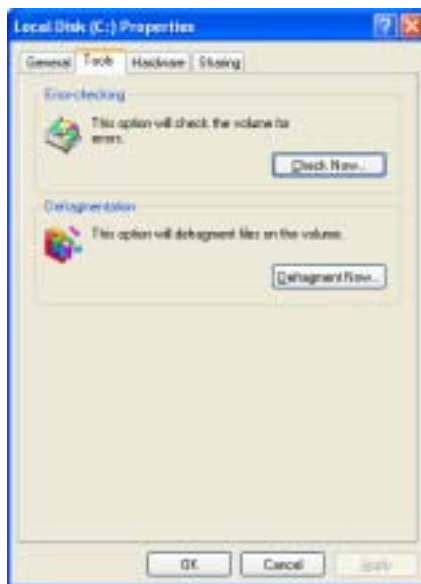 Local Disk (C:) Properties
General Tools Hardware Sharing
Error-checking
This option will check the volume for
errors.
Check Now...
Defragmentation
This option will defragment files on the volume.
Defragment Now...
OK Cancel Apply